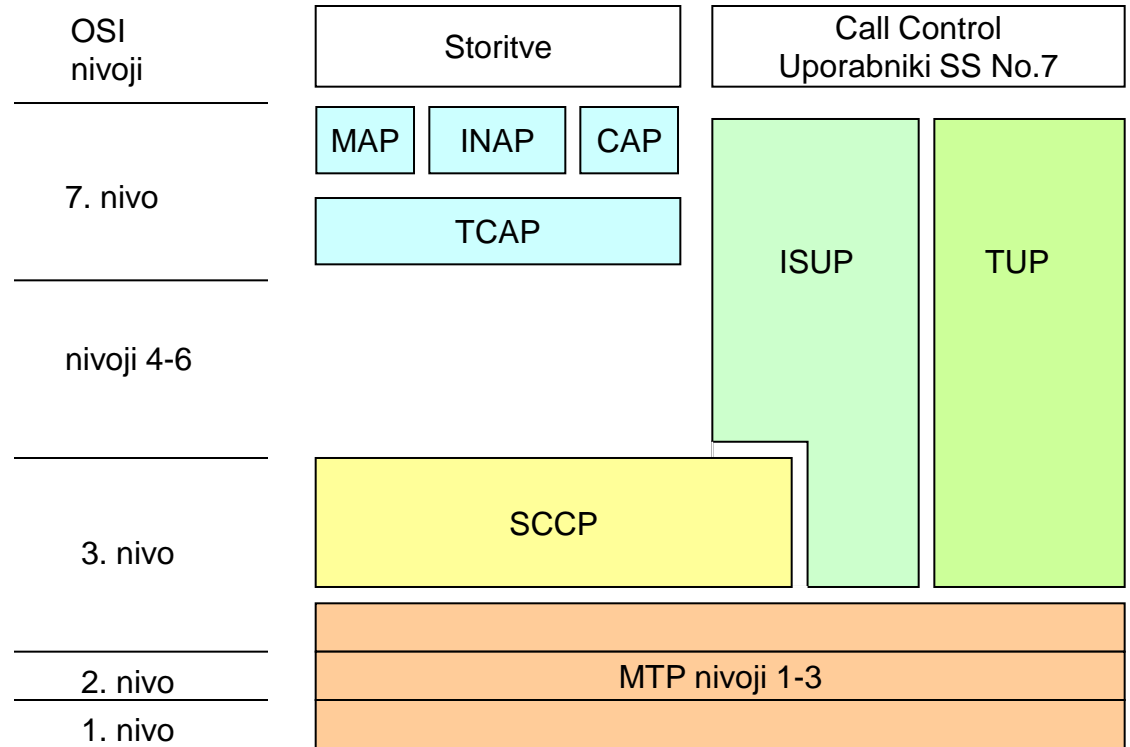 OSI
nivoji
Storitve
Call Control
Uporabniki SS No.7
7. nivo
MAP
INAP
CAP
TCAP
ISUP
TUP
nivoji 4-6
3. nivo
SCCP
2. nivo
MTP nivoji 1-3
1. nivo